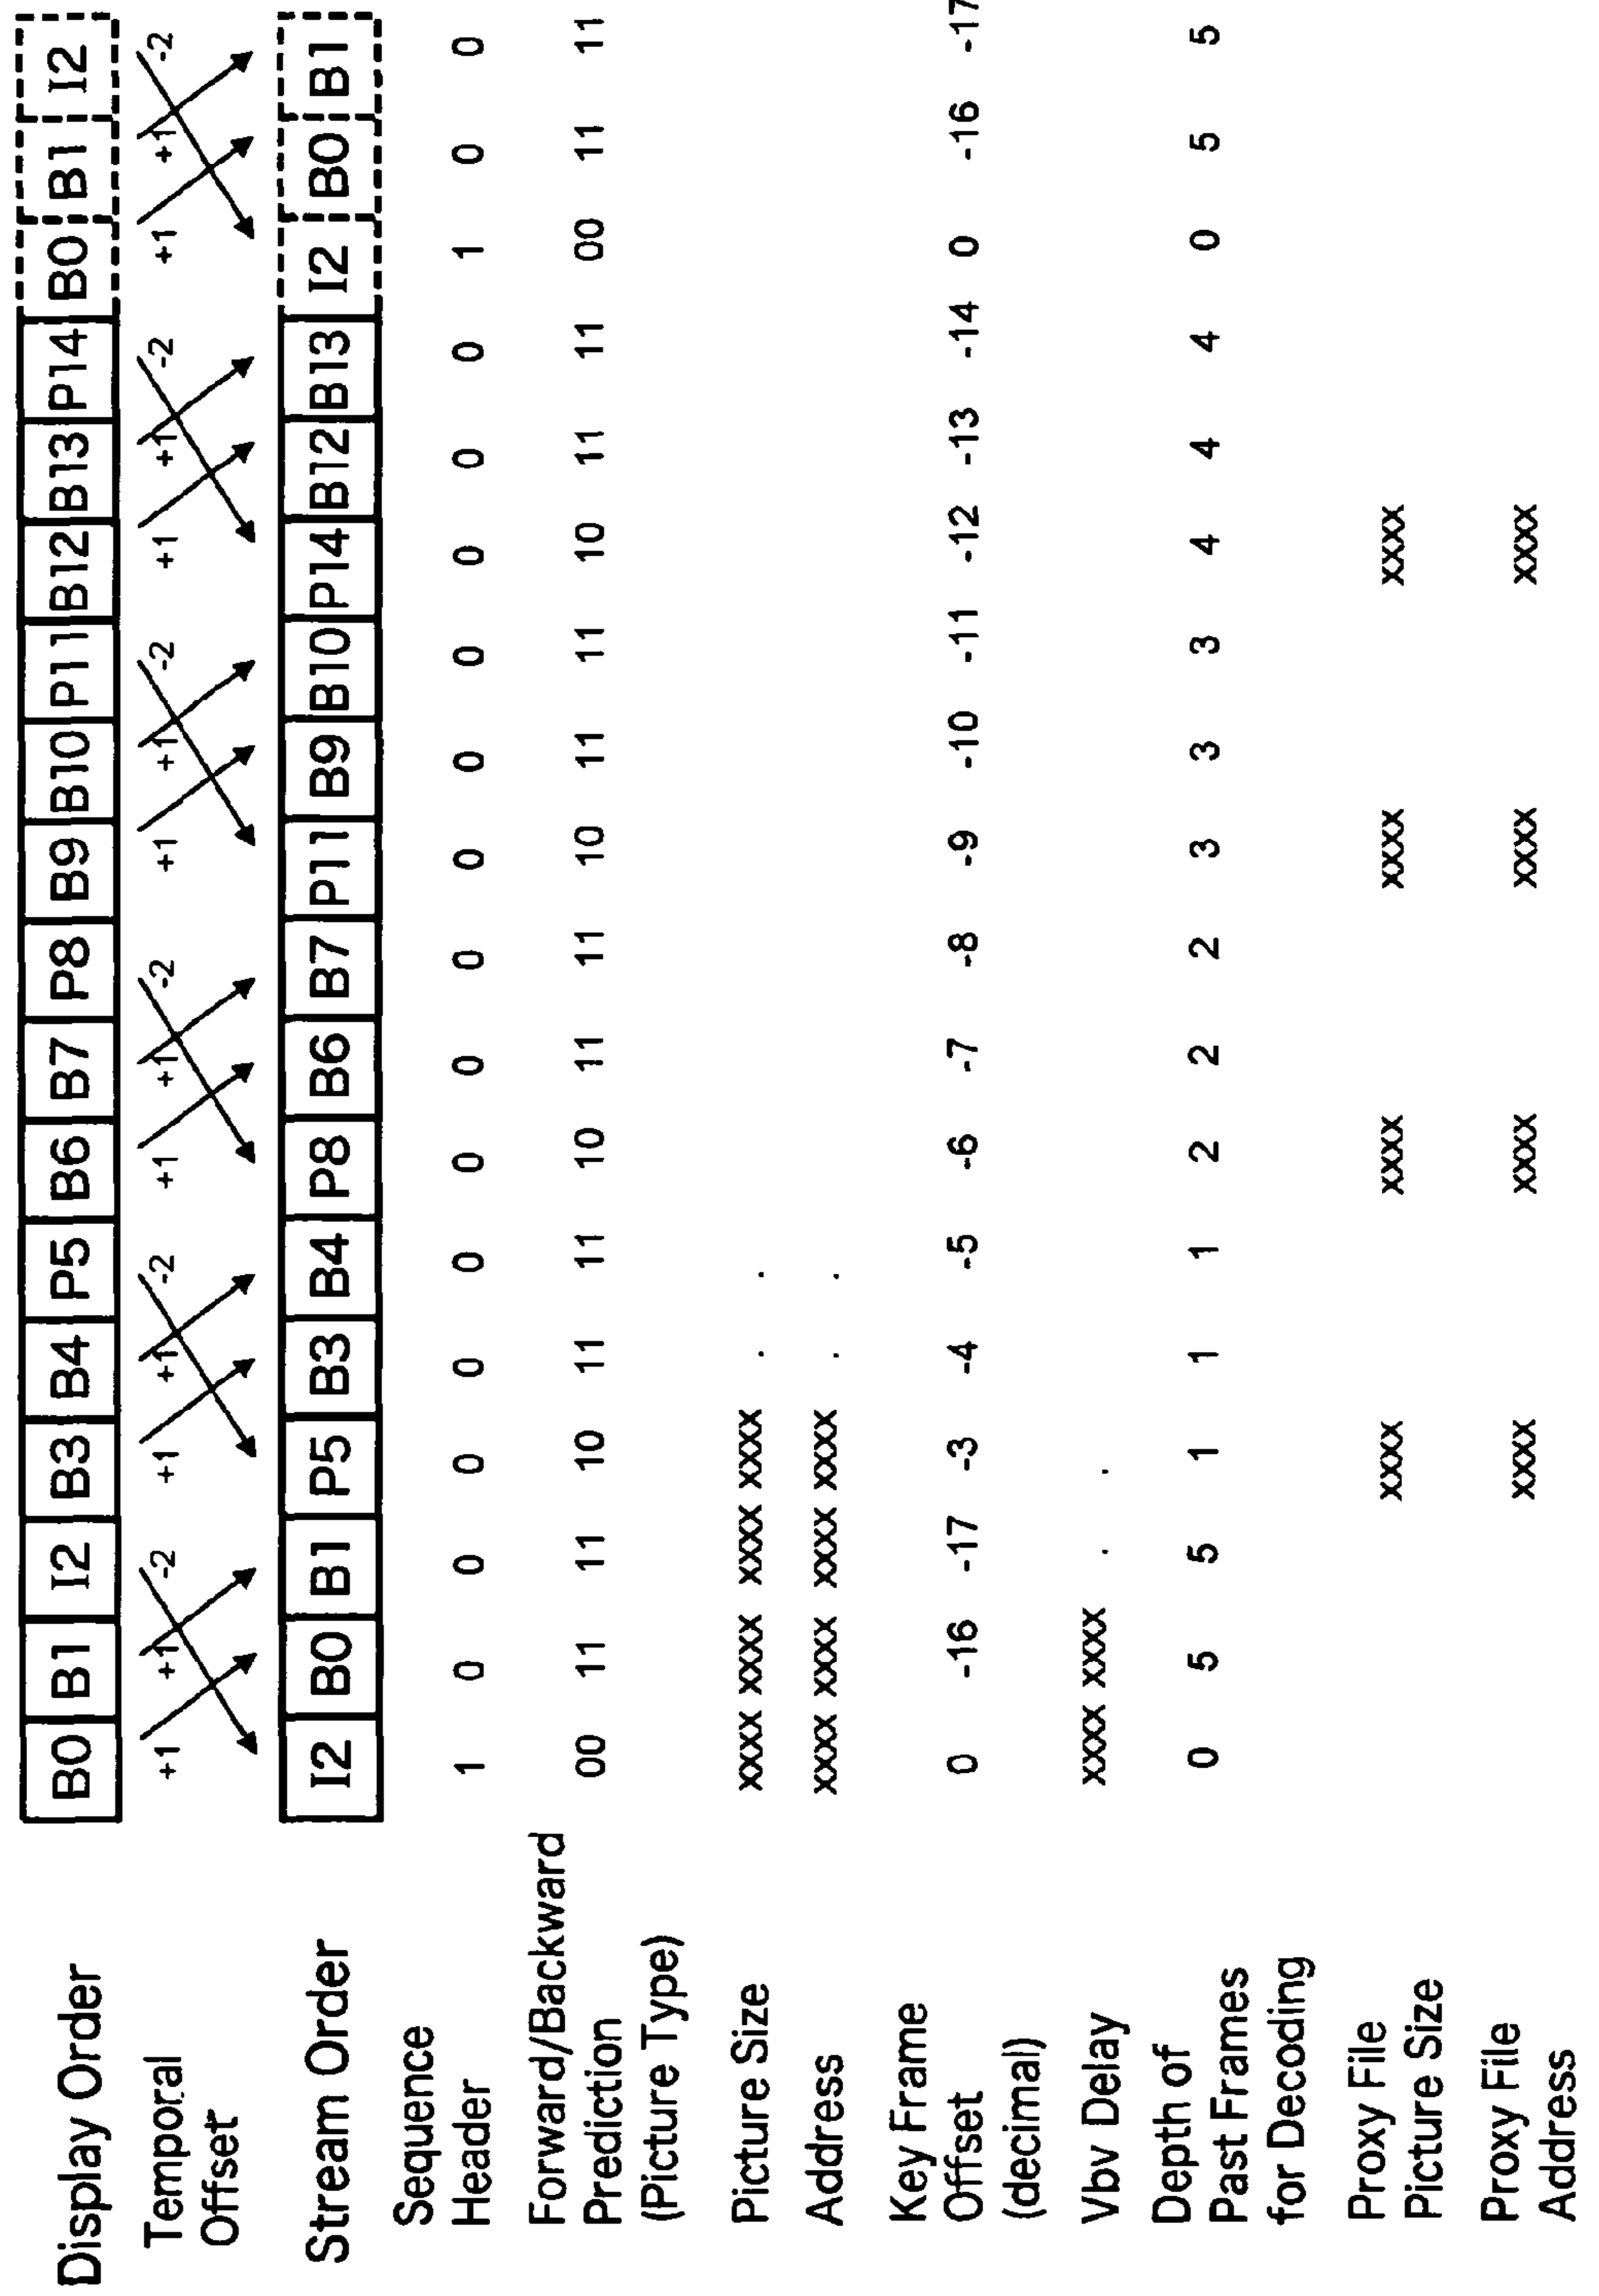 Display Order B0 B1 I2 B3 B4 P5 B6 B7 P8 B9 B10 P11 B12 B13 P14 B0 B1 I2
Temporal
Offset
+1 +1 -2 +1 +1 -2 +1 +1 -2 +1 +1 -2 +1 +1 -2 +1 +1 -2
Stream Order I2 B0 B1 P5 B3 B4 P8 B6 B7 P11 B9 B10 P14 B12 B13 I2 B0 B1
Sequence
Header 1 0 0 0 0 0 0 0 0 0 0 0 0 0 0 1 0 0
Forward/Backward
Prediction 00 11 11 10 11 11 10 11 11 10 11 11 10 11 11 00 11 11
(Picture Type)
Picture Size xxxx xxxx xxxx xxxx . .
Address xxxx xxxx xxxx xxxx . .
Key Frame
Offset 0 -16 -17 -3 -4 -5 -6 -7 -8 -9 -10 -11 -12 -13 -14 0 -16 -17
(decimal)
Vbv Delay xxxx xxxx . .
Depth of
Past Frames 0 5 5 1 1 1 2 2 2 3 3 3 4 4 4 0 5 5
for Decoding
Proxy File xxxx xxxx xxxx xxxx
Picture Size
Proxy File xxxx xxxx xxxx xxxx
Address